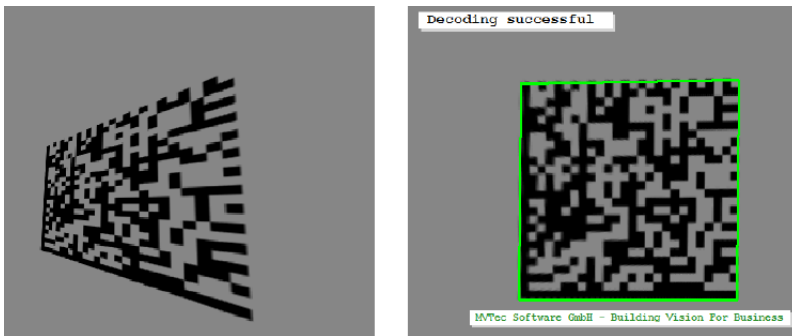 Decoding successful
MVTec Software GmbH - Building Vision For Business